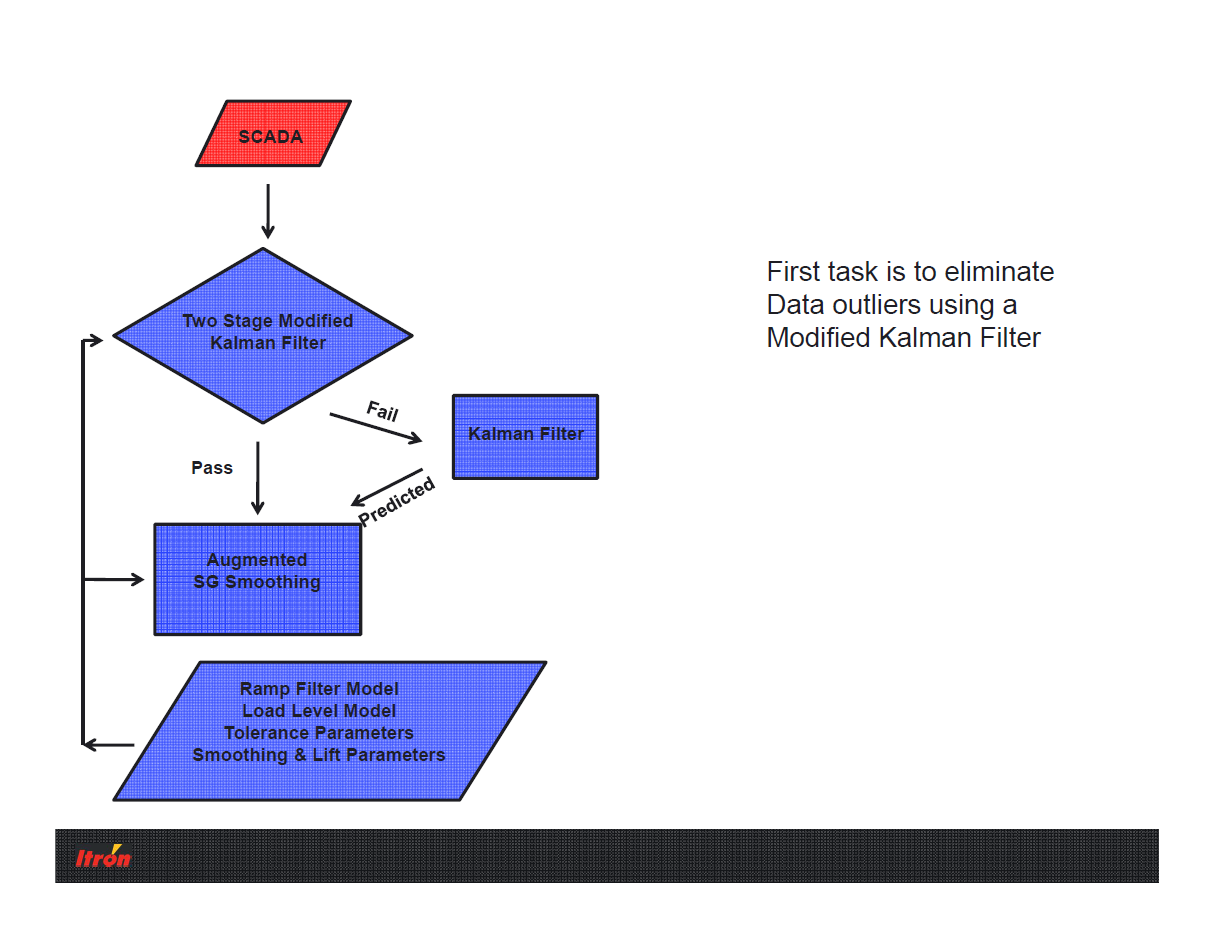 SCADA
Two Stage Modified
Kalman Filter
First task is to eliminate
Data outliers using a
Modified Kalman Filter
Fail
Kalman Filter
Pass
Predicted
Augmented
SG Smoothing
Ramp Filter Model
Load Level Model
Tolerance Parameters
Smoothing & Lift Parameters
Itrón